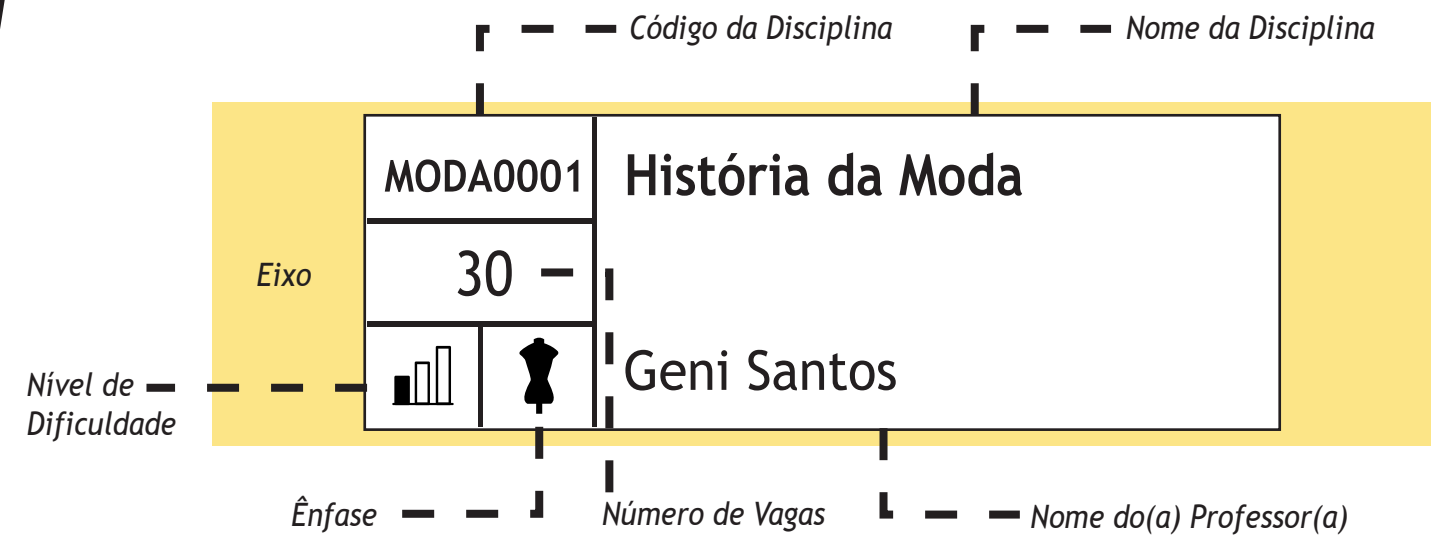 Código da Disciplina
Nome da Disciplina
MODA0001
História da Moda
Eixo
30
Geni Santos
Nível de
Dificuldade
Ênfase
Número de Vagas
Nome do(a) Professor(a)